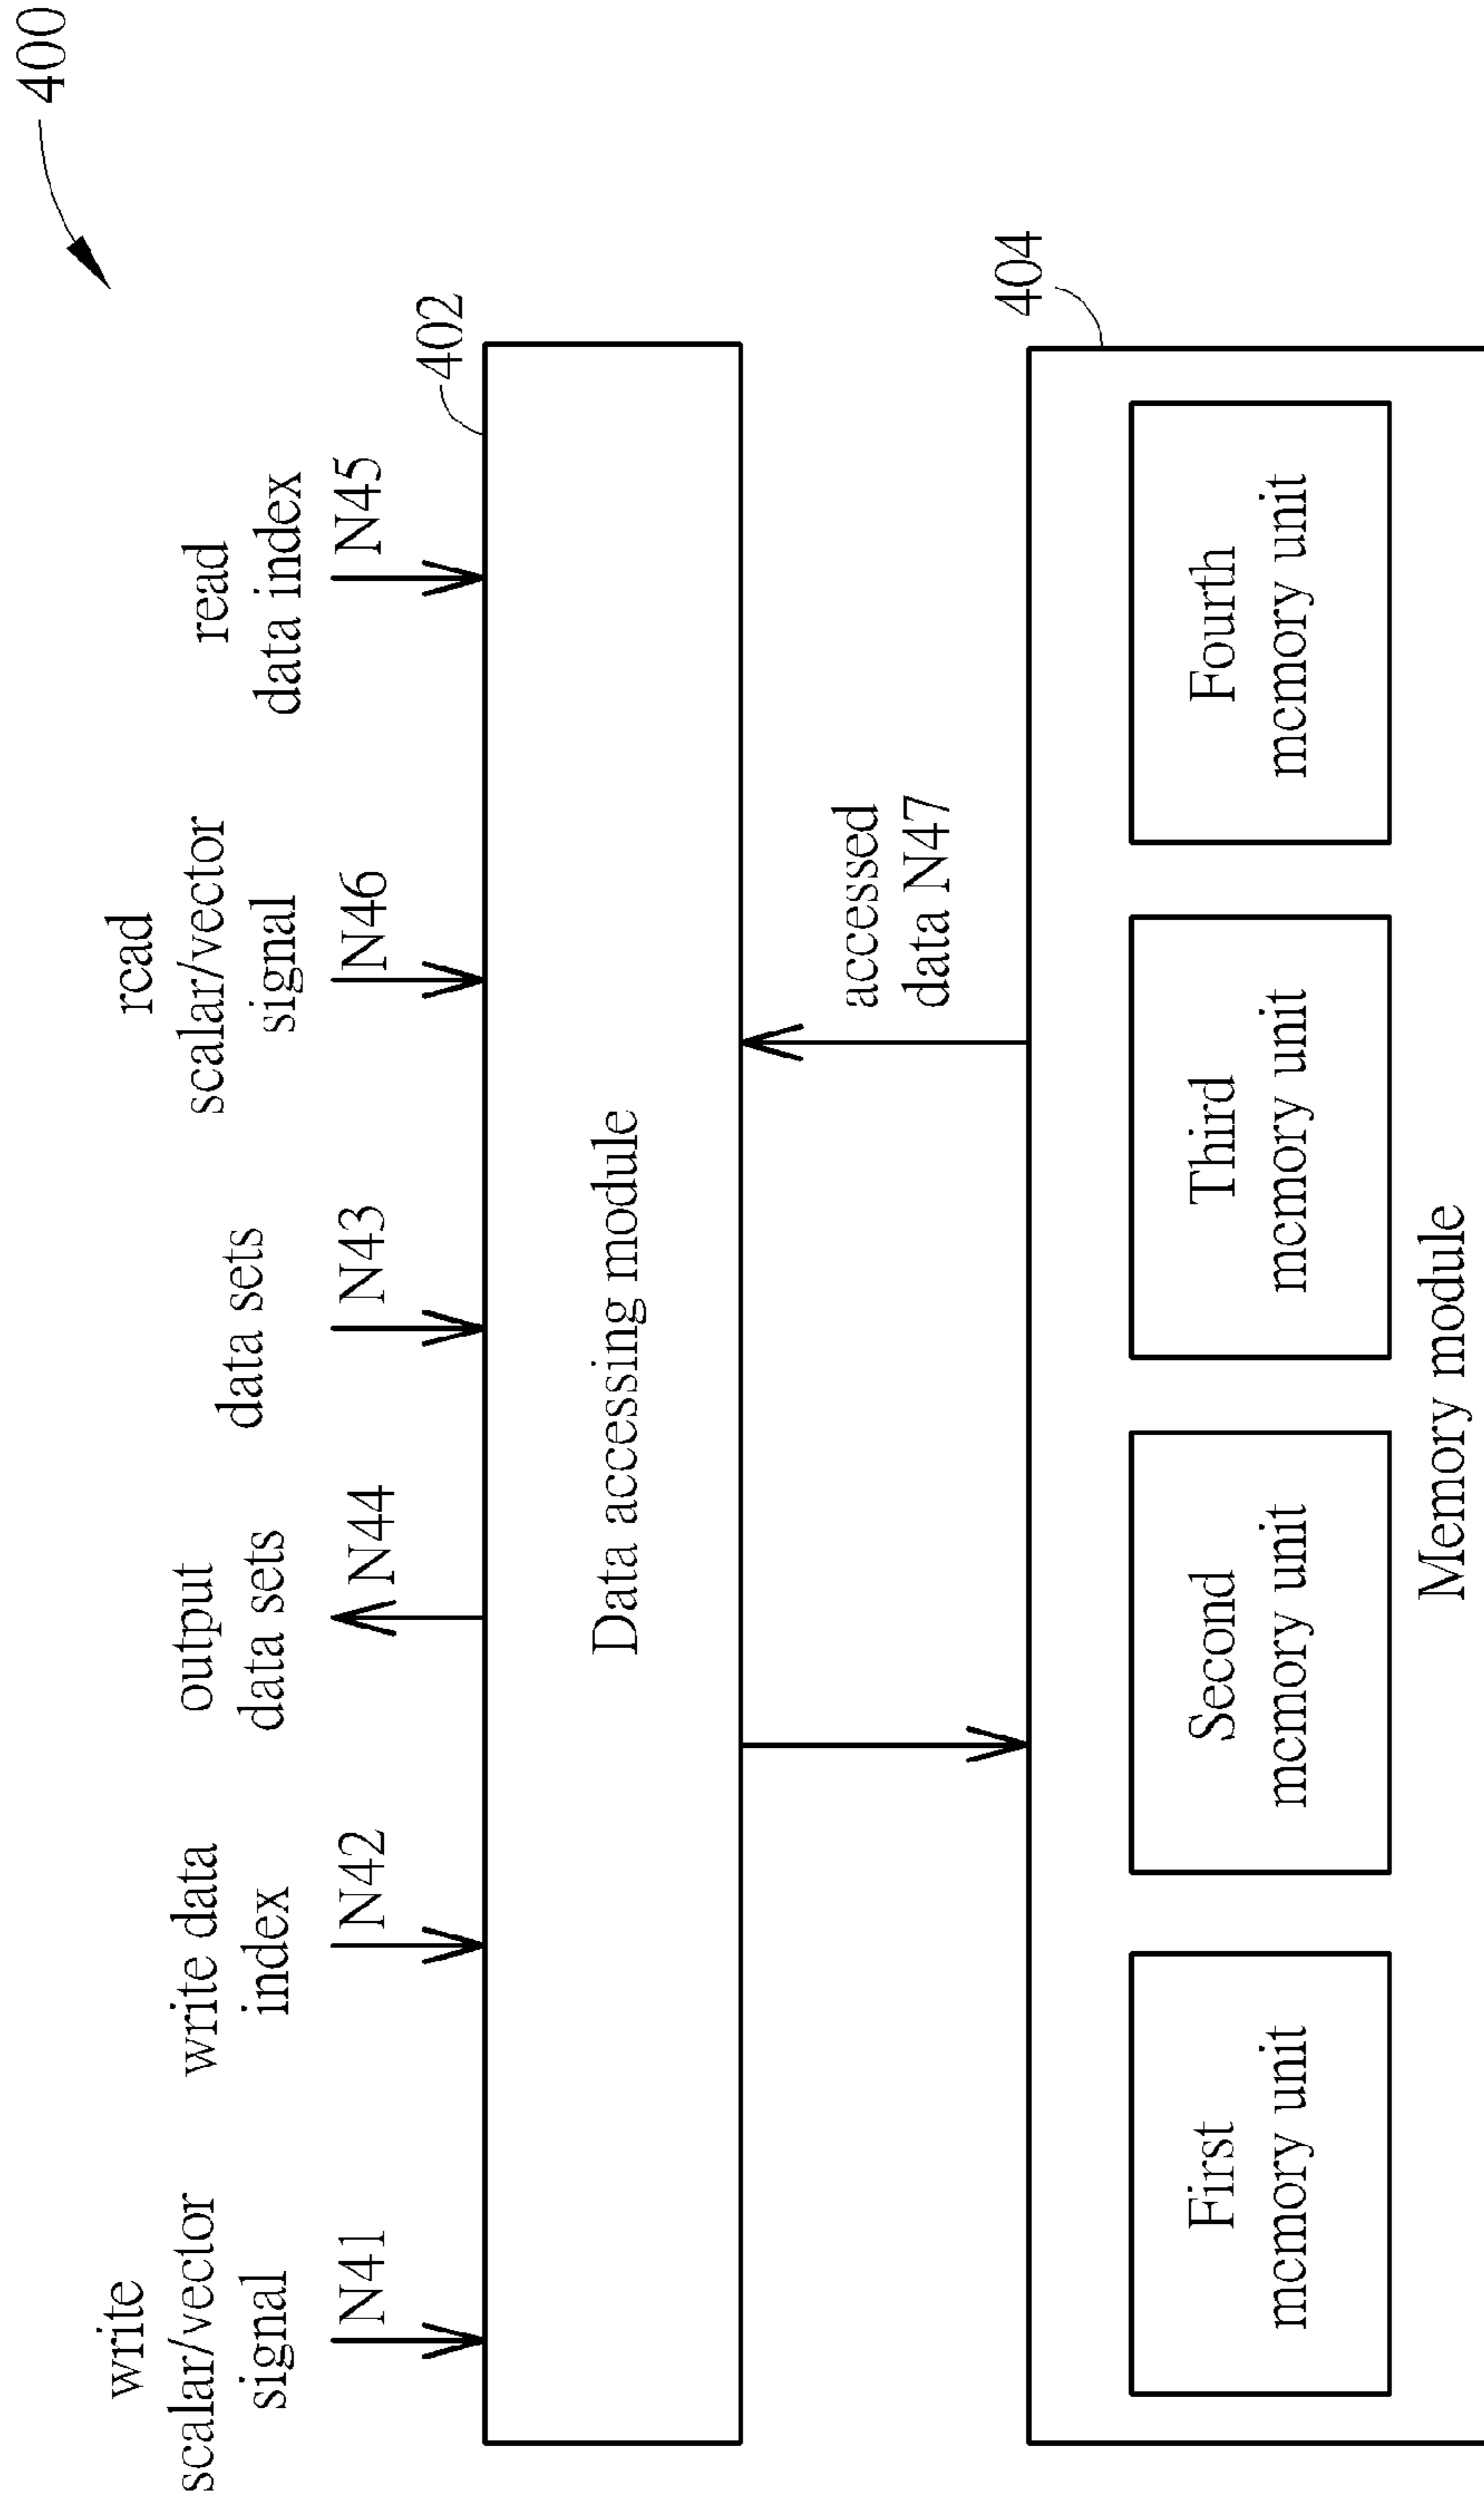 400
write
scalar/vector
signal
N41
write data
index
N42
output
data sets
N44
data sets
N43
read
scalar/vector
signal
N46
read
data index
N45
402
Data accessing module
accessed
data N47
404
First
memory unit
Second
memory unit
Third
memory unit
Fourth
memory unit
Memory module